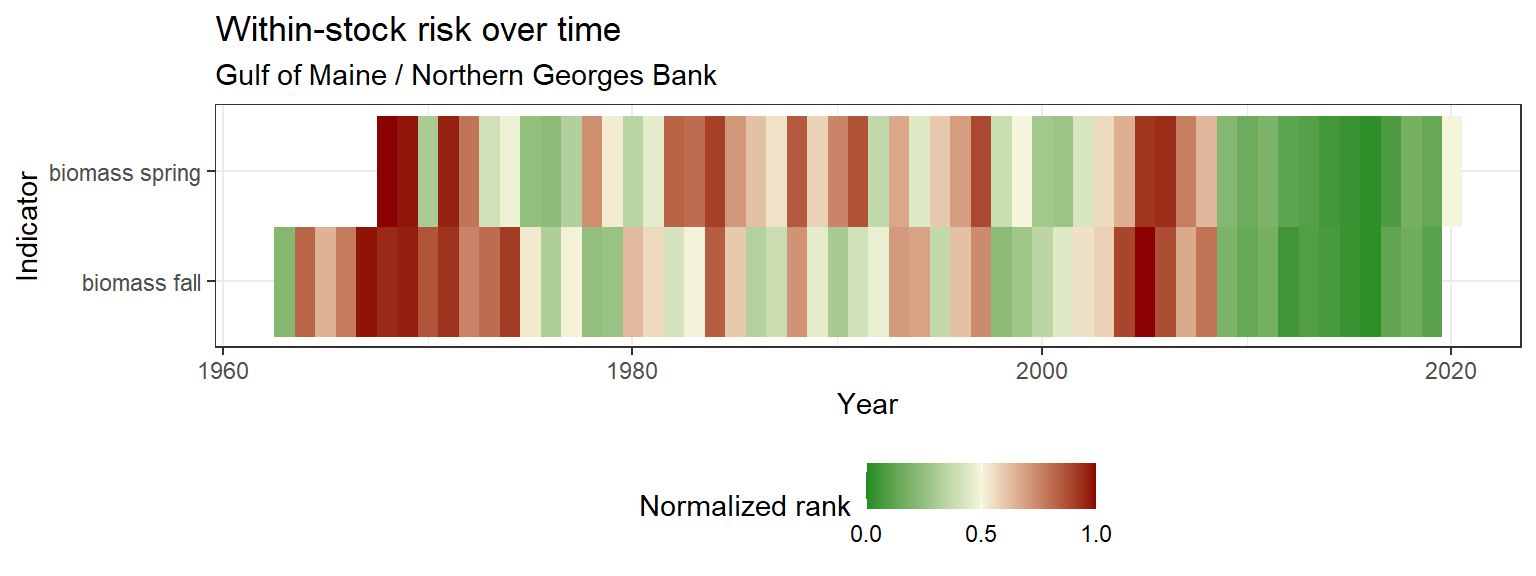 Within-stock risk over time
Gulf of Maine / Northern Georges Bank
Indicator
biomass spring
biomass fall
1960 1980 2000 2020
Year
Normalized rank
0.0 0.5 1.0